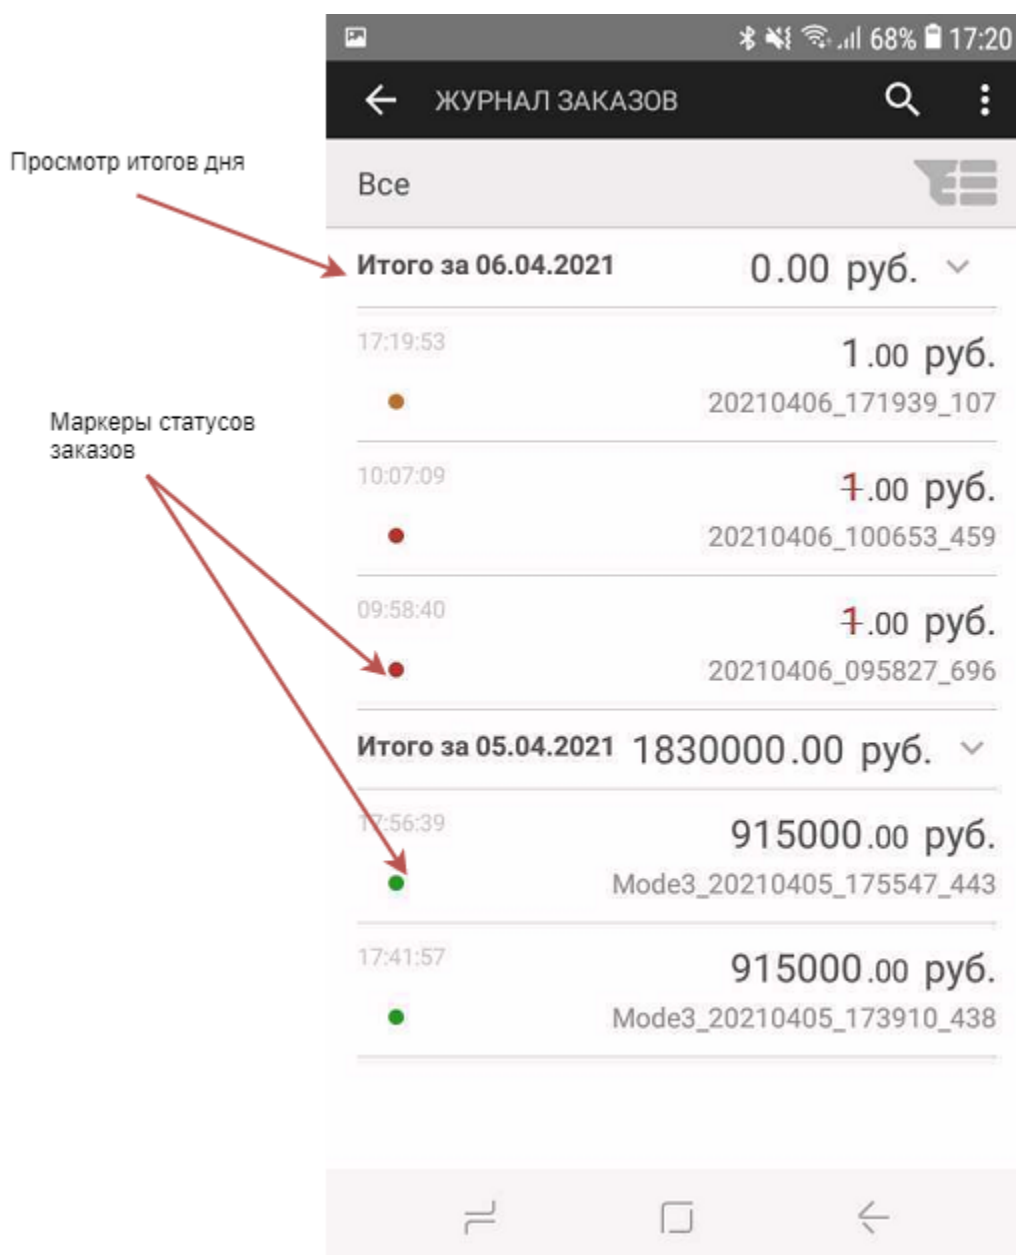 68% 17:20
ЖУРНАЛ ЗАКАЗОВ
Просмотр итогов дня
Все
Итого за 06.04.2021 0.00 руб.
17:19:53
1.00 руб.
20210406_171939_107
Маркеры статусов
заказов
10:07:09
1.00 руб.
20210406_100653_459
09:58:40
1.00 руб.
20210406_095827_696
Итого за 05.04.2021 1830000.00 руб.
17:56:39
915000.00 руб.
Mode3_20210405_175547_443
17:41:57
915000.00 руб.
Mode3_20210405_173910_438